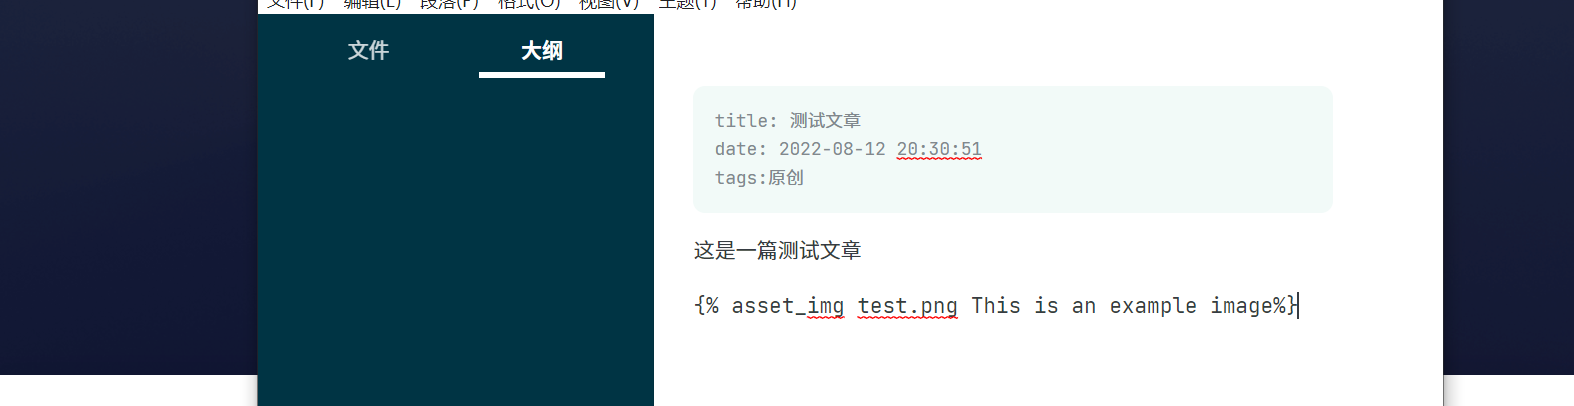 文件(F) 编辑(E) 段落(P) 格式(O) 视图(V) 主题(T) 帮助(H)
文件 大纲
title: 测试文章
date: 2022-08-12 20:30:51
tags:原创
这是一篇测试文章
{% asset_img test.png This is an example image%}